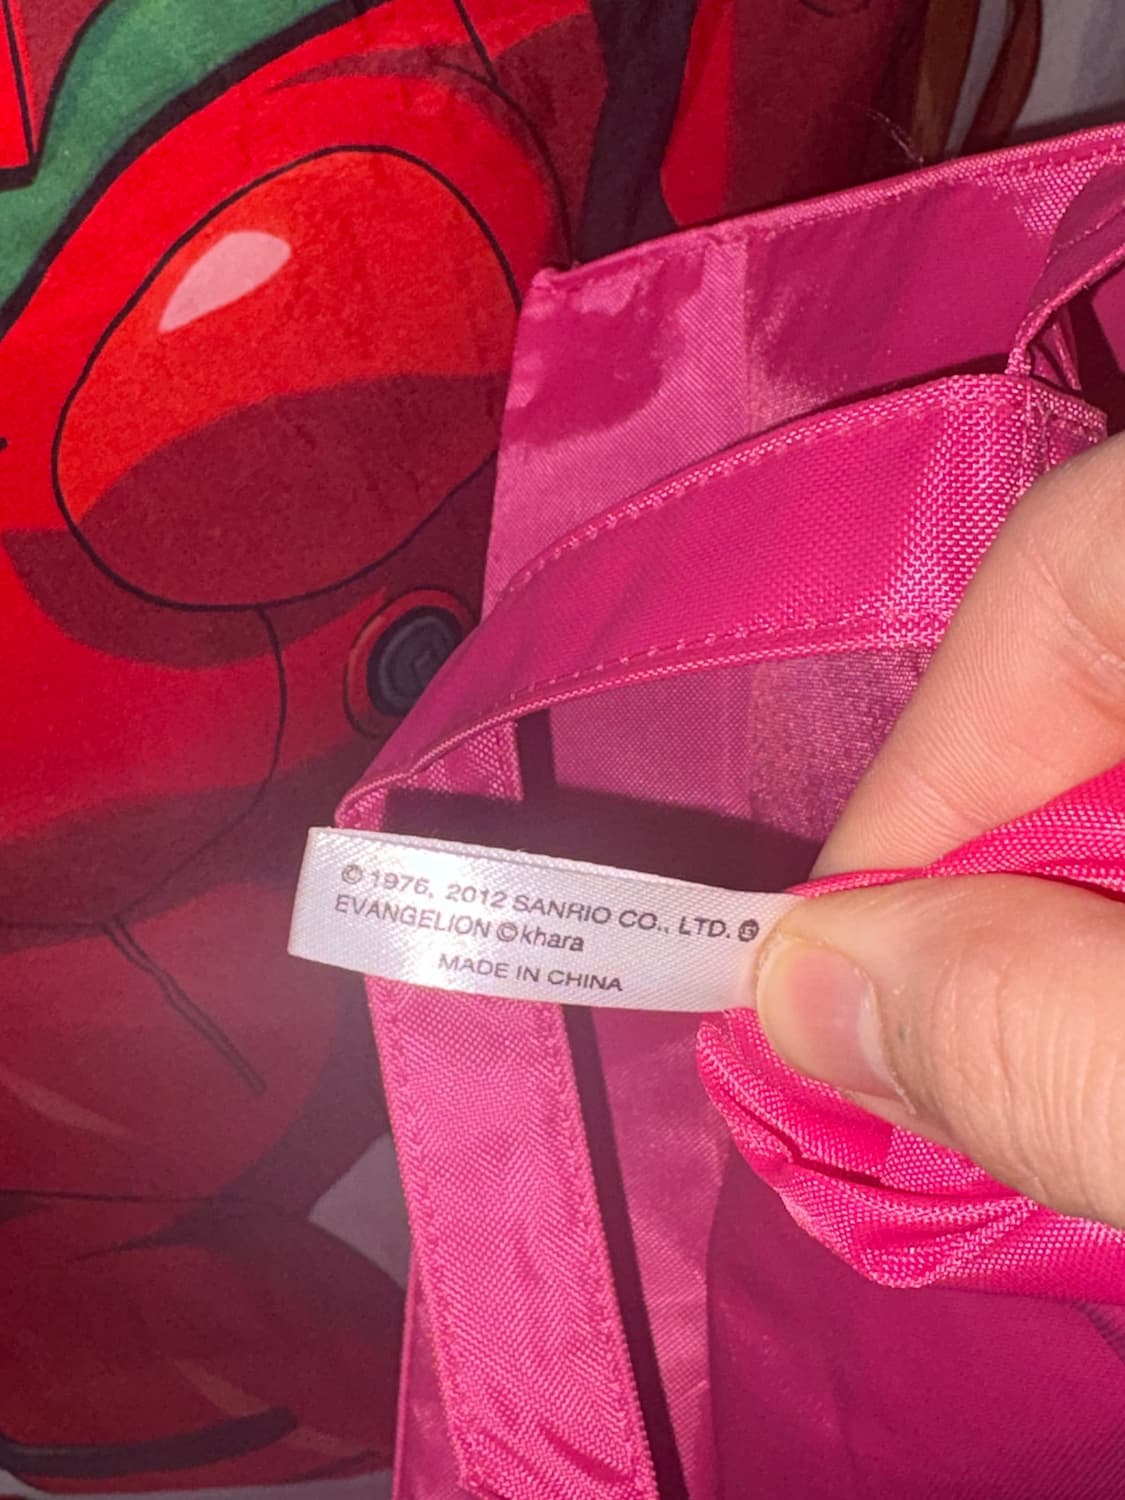 © 1976, 2012 SANRIO CO., LTD. Ⓢ
EVANGELION ©khara
MADE IN CHINA